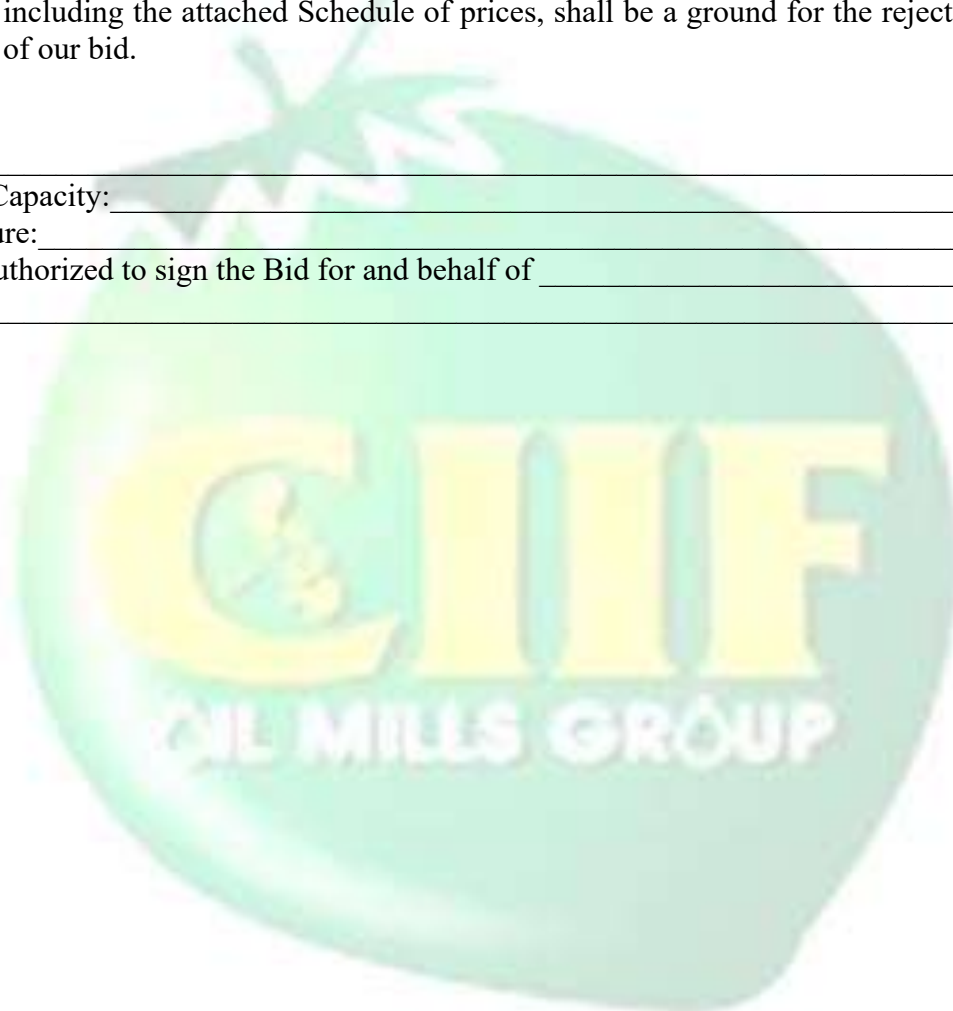 including the attached Schedule of prices, shall be a ground for the reject
of our bid.
Capacity:
ure:
uthorized to sign the Bid for and behalf of
CIIF
OIL MILLS GROUP